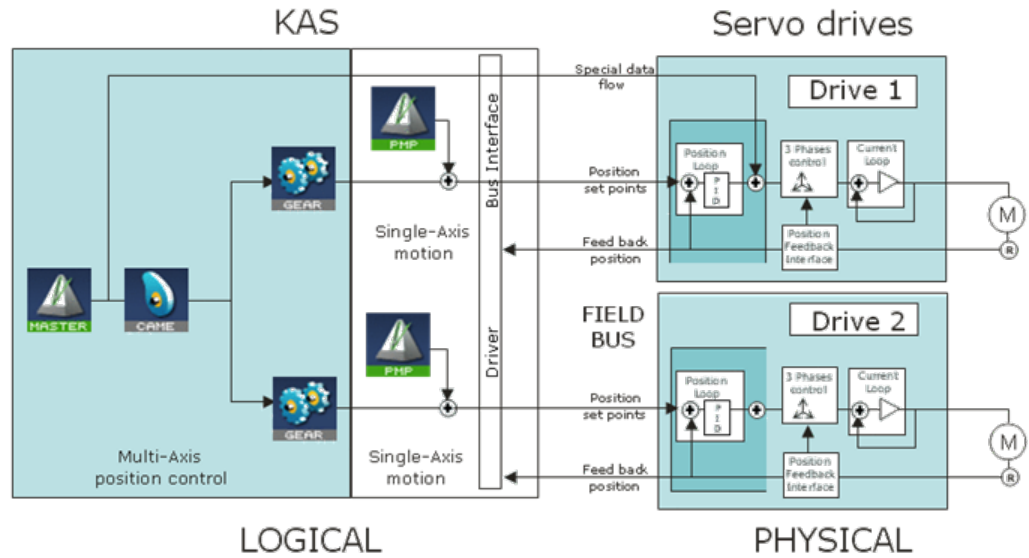 KAS
Servo drives
Special data
flow
Drive 1
Bus Interface
PMP
Position
Loop
P
I
D
3 Phases
control
Current
Loop
GEAR
Position
set points
M
Single-Axis
motion
Feed back
position
Position
Feedback
Interface
R
MASTER
CAME
FIELD
BUS
Drive 2
Driver
PMP
Position
Loop
P
I
D
3 Phases
control
Current
Loop
GEAR
Position
set points
M
Multi-Axis
position control
Single-Axis
motion
Feed back
position
Position
Feedback
Interface
R
LOGICAL
PHYSICAL